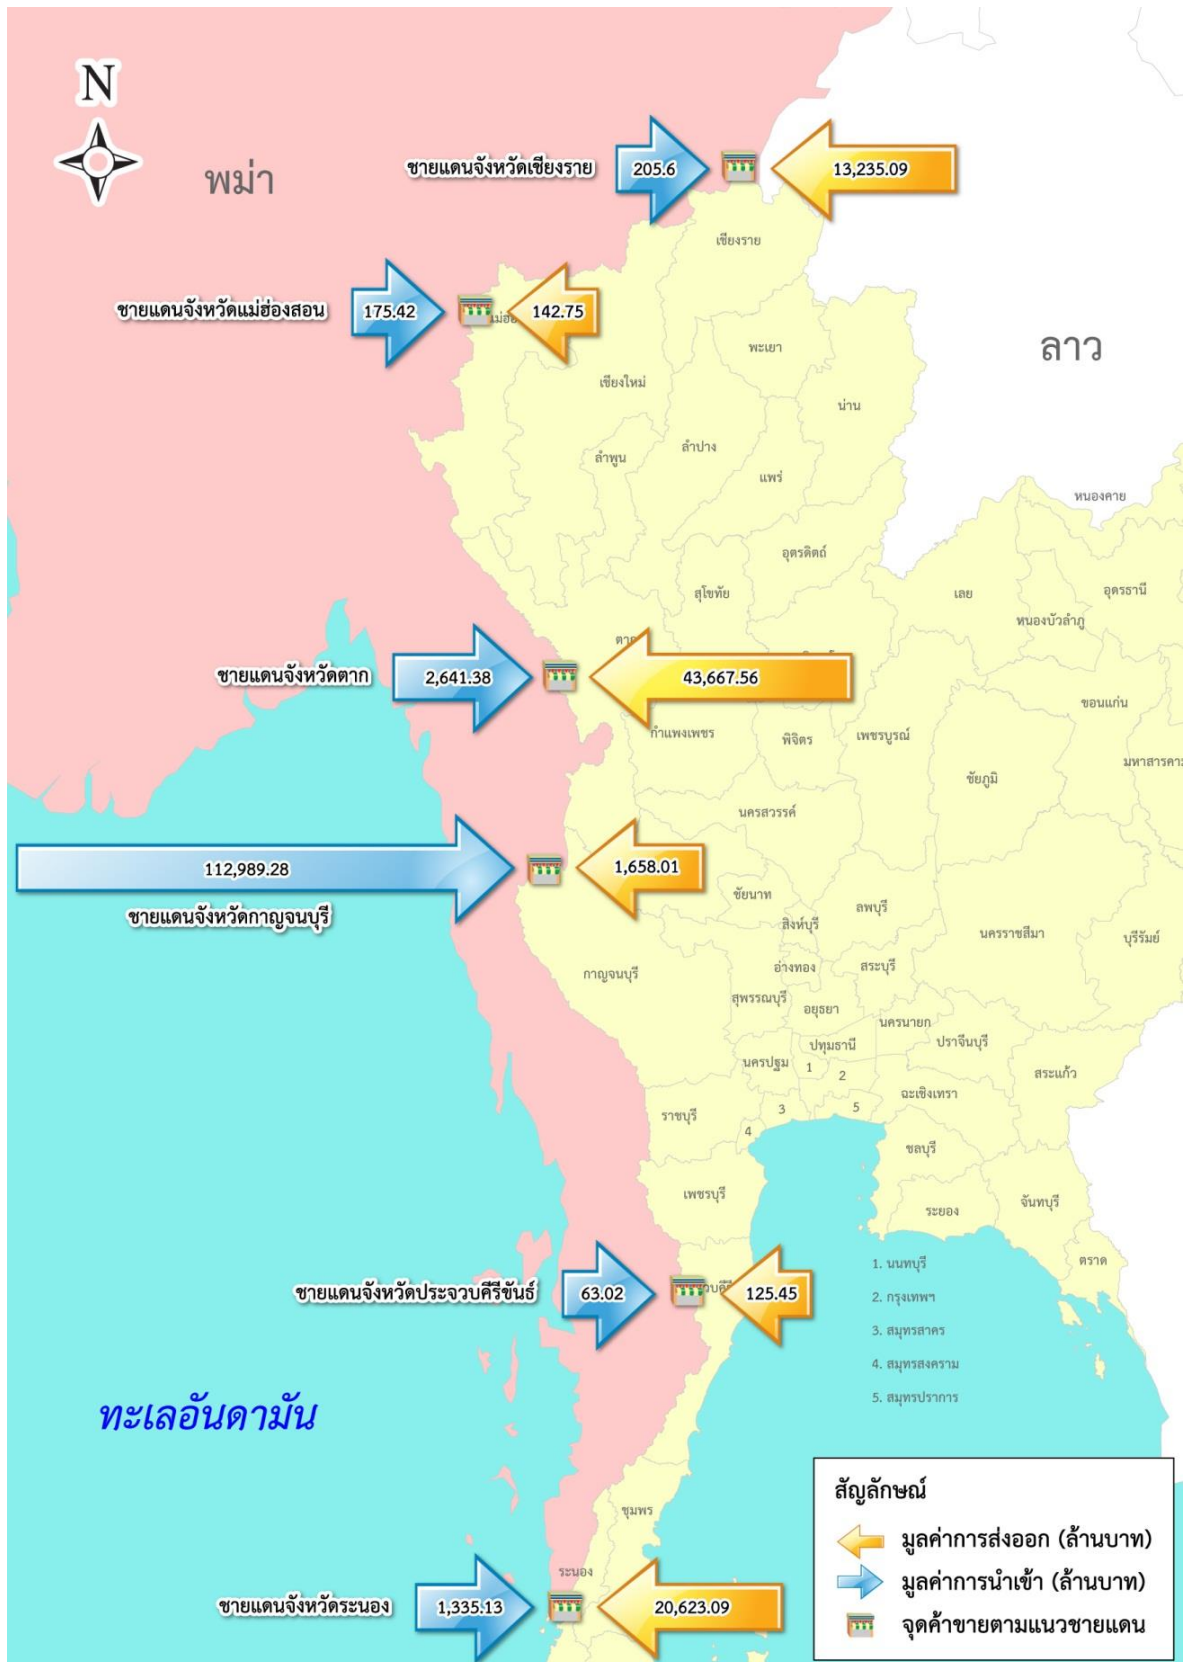 N
พม่า
ชายแดนจังหวัดเชียงราย
205.6
13,235.09
เชียงราย
ชายแดนจังหวัดแม่ฮ่องสอน
175.42
142.75
ลาว
พะเยา
เชียงใหม่
น่าน
ลำปาง
ลำพูน
แพร่
หนองคาย
อุตรดิตถ์
สุโขทัย
เลย
อุดรธานี
หนองบัวลำภู
ตาก
ชายแดนจังหวัดตาก
2,641.38
43,667.56
ขอนแก่น
กำแพงเพชร
พิจิตร
เพชรบูรณ์
มหาสารคา
ชัยภูมิ
นครสวรรค์
112,989.28
1,658.01
ชายแดนจังหวัดกาญจนบุรี
ชัยนาท
ลพบุรี
สิงห์บุรี
นครราชสีมา
บุรีรัมย์
กาญจนบุรี
อ่างทอง
สระบุรี
สุพรรณบุรี
อยุธยา
นครนายก
ปทุมธานี
ปราจีนบุรี
นครปฐม
1
2
สระแก้ว
ฉะเชิงเทรา
ราชบุรี
3
5
4
ชลบุรี
เพชรบุรี
ระยอง
จันทบุรี
ตราด
ชายแดนจังหวัดประจวบคีรีขันธ์
63.02
วบคีรี
125.45
1. นนทบุรี
2. กรุงเทพฯ
3. สมุทรสาคร
4. สมุทรสงคราม
5. สมุทรปราการ
ทะเลอันดามัน
สัญลักษณ์
มูลค่าการส่งออก (ล้านบาท)
มูลค่าการนำเข้า (ล้านบาท)
จุดค้าขายตามแนวชายแดน
ชุมพร
ระนอง
ชายแดนจังหวัดระนอง
1,335.13
20,623.09